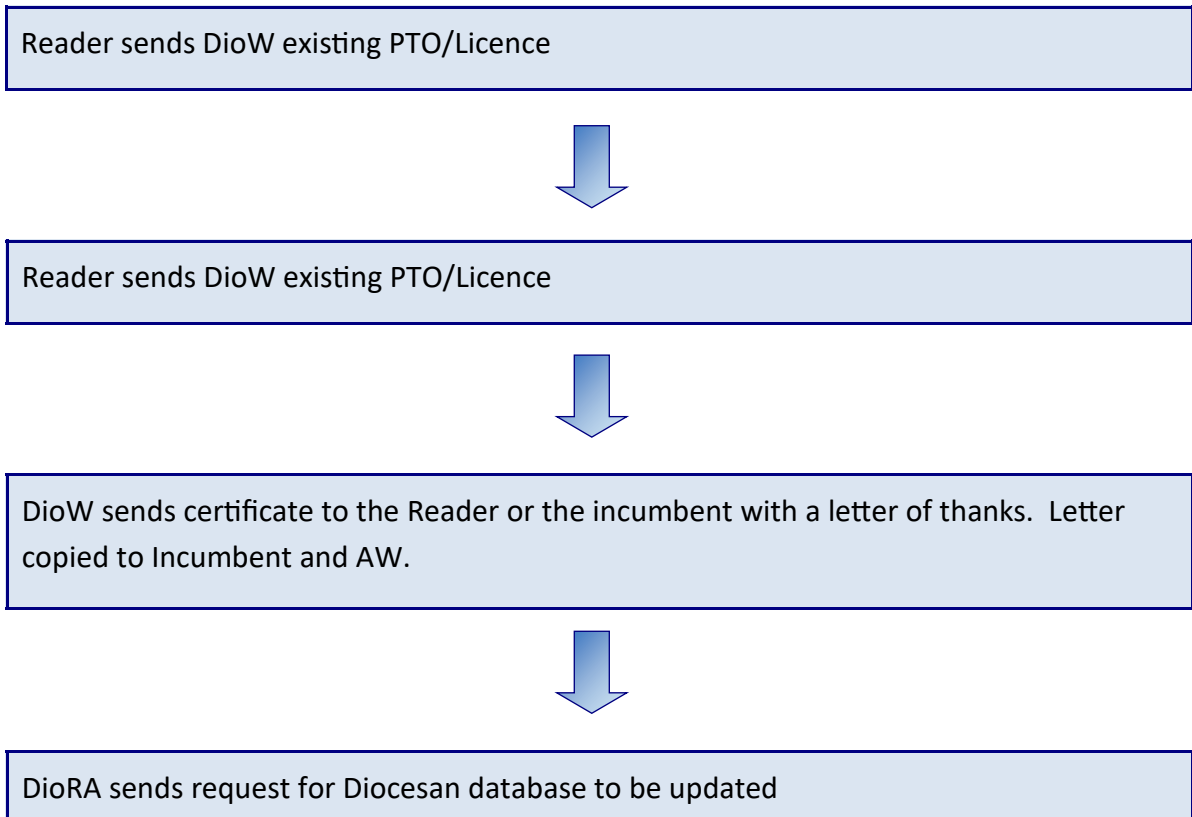 Reader sends DioW existing PTO/Licence
Reader sends DioW existing PTO/Licence
DioW sends certificate to the Reader or the incumbent with a letter of thanks.  Letter
copied to Incumbent and AW.
DioRA sends request for Diocesan database to be updated